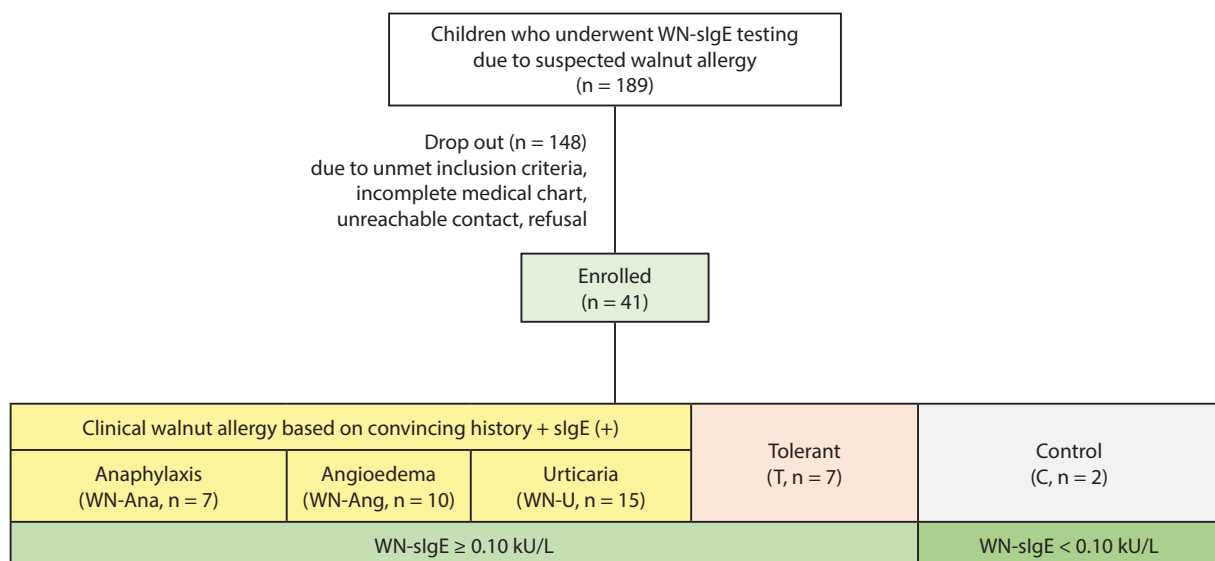 Children who underwent WN-sIgE testing
due to suspected walnut allergy
(n = 189)
Drop out (n = 148)
due to unmet inclusion criteria,
incomplete medical chart,
unreachable contact, refusal
Enrolled
(n = 41)
Clinical walnut allergy based on convincing history + sIgE (+)
Anaphylaxis
(WN-Ana, n = 7)
Angioedema
(WN-Ang, n = 10)
Urticaria
(WN-U, n = 15)
Tolerant
(T, n = 7)
Control
(C, n = 2)
WN-sIgE ≥ 0.10 kU/L
WN-sIgE < 0.10 kU/L